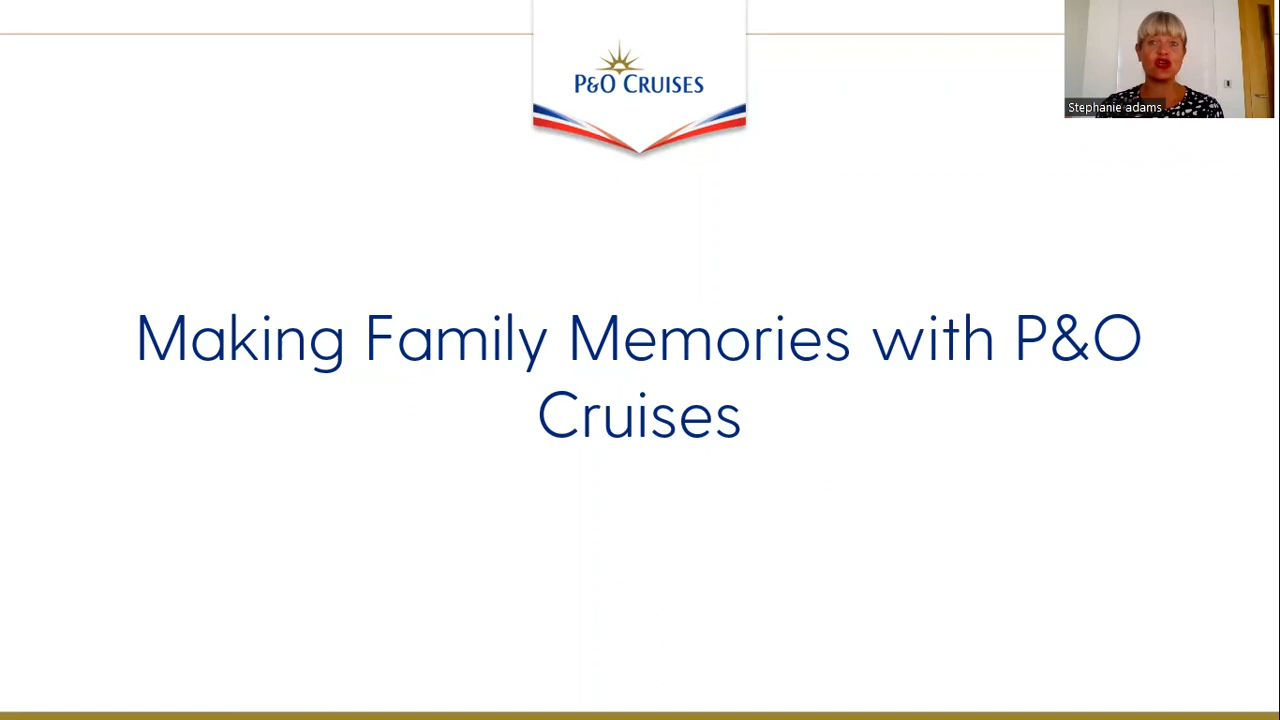 P&O CRUISES
Stephanie adams
Making Family Memories with P&O
Cruises